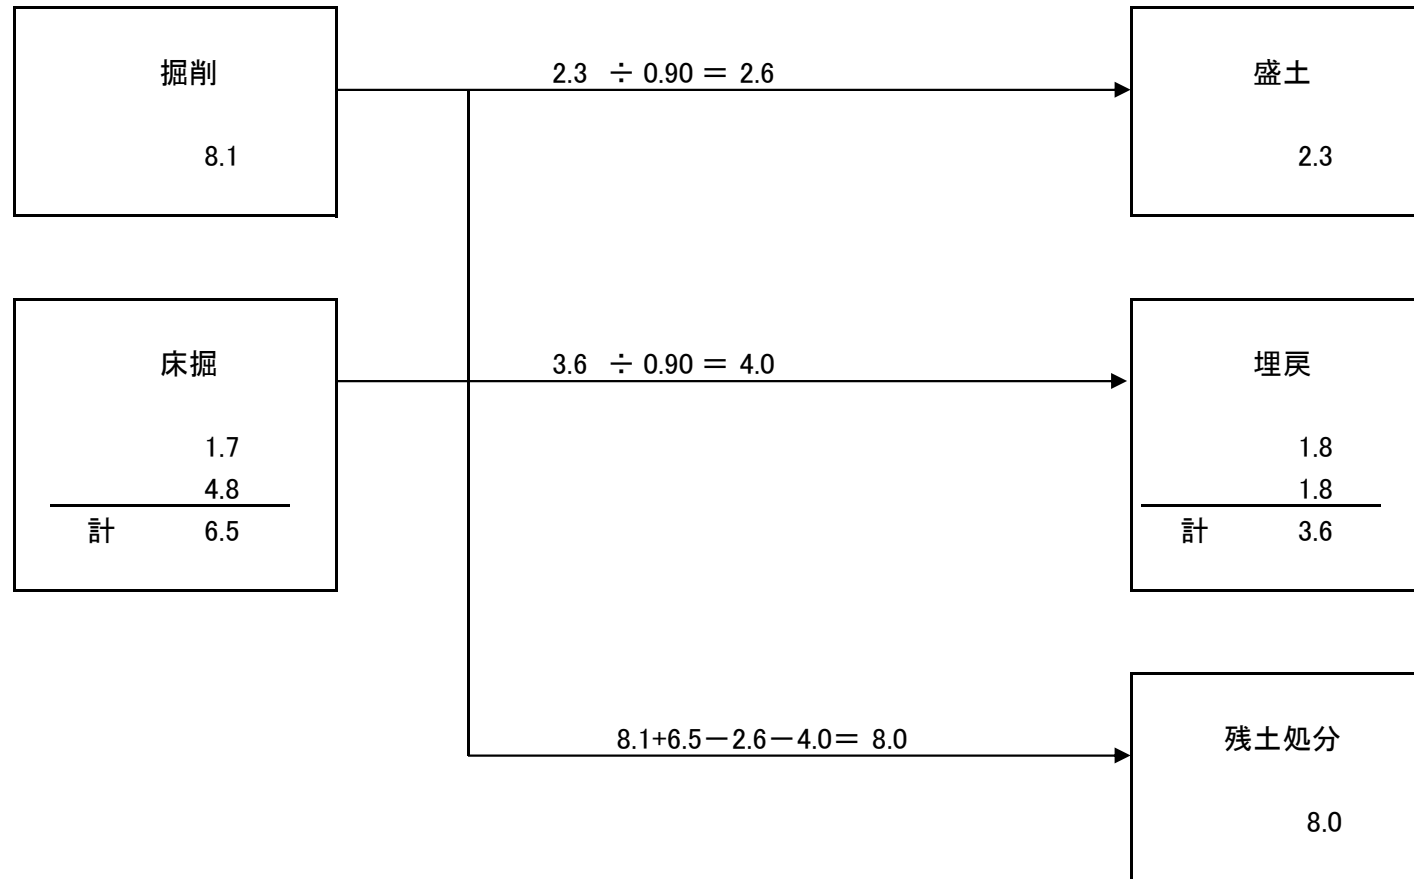 掘削
8.1
2.3 ÷ 0.90 = 2.6
盛土
2.3
床掘
1.7
4.8
計 6.5
3.6 ÷ 0.90 = 4.0
埋戻
1.8
1.8
計 3.6
8.1+6.5－2.6－4.0＝ 8.0
残土処分
8.0